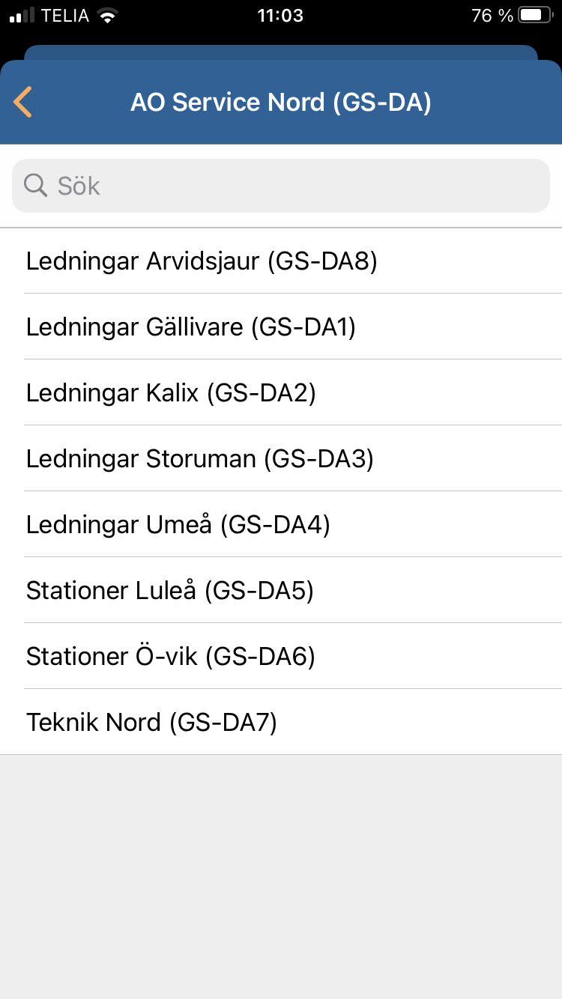 TELIA 11:03 76 %
AO Service Nord (GS-DA)
Sök
Ledningar Arvidsjaur (GS-DA8)
Ledningar Gällivare (GS-DA1)
Ledningar Kalix (GS-DA2)
Ledningar Storuman (GS-DA3)
Ledningar Umeå (GS-DA4)
Stationer Luleå (GS-DA5)
Stationer Ö-vik (GS-DA6)
Teknik Nord (GS-DA7)